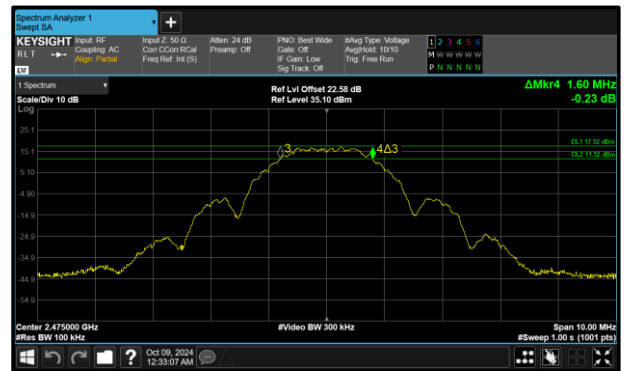 Spectrum Analyzer 1
Swept SA
+
KEYSIGHT Input: RF Input Z: 50 Ω Atten: 24 dB PNO: Best Wide #Avg Type: Voltage 1 2 3 4 5 6
RLT Coupling: AC Corr CCorr RCal Preamp: Off Gate: Off Avg|Hold: 10/10 M W W W W W
Align: Partial Freq Ref: Int (S) IF Gain: Low Trig: Free Run P N N N N N
Sig Track: Off
1 Spectrum
Ref Lvl Offset 22.58 dB ΔMkr4 1.60 MHz
Scale/Div 10 dB Ref Level 35.10 dBm -0.23 dB
Log
25.1
DL1 17.52 dBm
15.1 3 4Δ3
DL2 11.52 dBm
5.10
-4.90
-14.9
-24.9
-34.9
-44.9
-54.9
Center 2.475000 GHz #Video BW 300 kHz Span 10.00 MHz
#Res BW 100 kHz #Sweep 1.00 s (1001 pts)
? Oct 09, 2024
12:33:07 AM